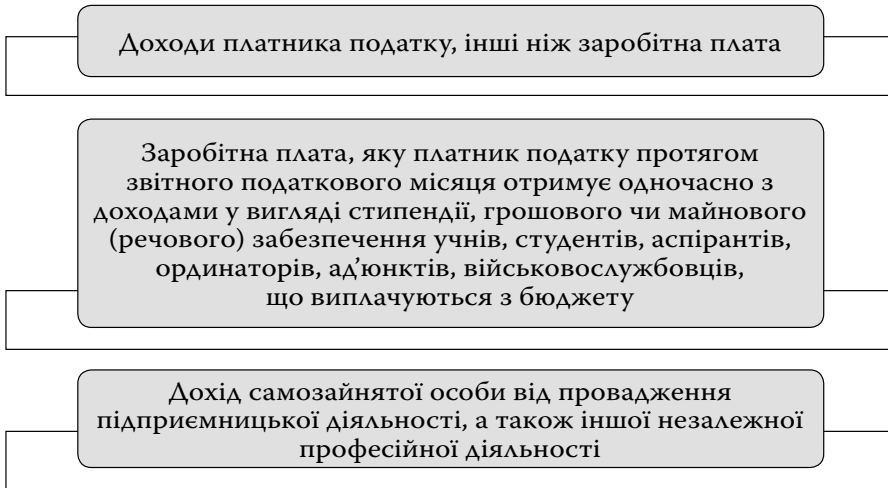 Доходи платника податку, інші ніж заробітна плата
Заробітна плата, яку платник податку протягом
звітного податкового місяця отримує одночасно з
доходами у вигляді стипендії, грошового чи майнового
(речового) забезпечення учнів, студентів, аспірантів,
ординаторів, ад’юнктів, військовослужбовців,
що виплачуються з бюджету
Дохід самозайнятої особи від провадження
підприємницької діяльності, а також іншої незалежної
професійної діяльності